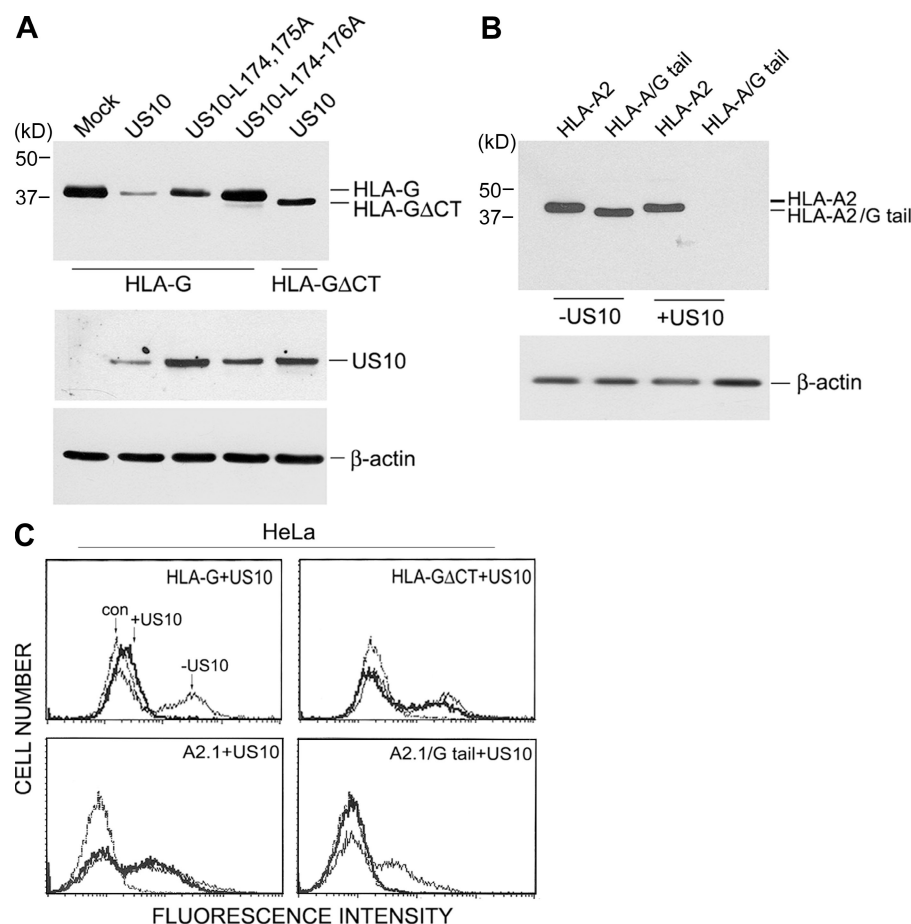 A
Mock
US10
US10-L174,175A
US10-L174-176A
US10
(kD)
50
37
HLA-G
HLA-GΔCT
HLA-G
HLA-GΔCT
US10
β-actin
B
HLA-A2
HLA-A/G tail
HLA-A2
HLA-A/G tail
(kD)
50
37
HLA-A2
HLA-A2/G tail
-US10
+US10
β-actin
C
HeLa
HLA-G+US10
con
+US10
-US10
HLA-GΔCT+US10
A2.1+US10
A2.1/G tail+US10
CELL NUMBER
FLUORESCENCE INTENSITY